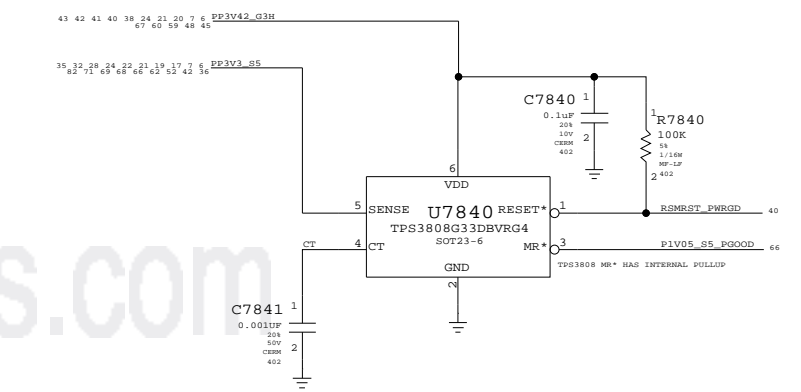 43 42 41 40 38 24 21 20 7 6 PP3V42_G3H
67 60 59 48 45
35 32 28 24 22 21 19 17 7 6 PP3V3_S5
82 71 69 68 66 62 52 42 36
C7840 1
0.1uF
20%
10V 2
CERM
402
1 R7840
100K
5%
1/16W
MF-LF
2 402
6
VDD
5 SENSE U7840 RESET* 1 RSMRST_PWRGD 40
TPS3808G33DBVRG4
SOT23-6
CT 4 CT MR* 3 P1V05_S5_PGOOD 66
GND
TPS3808 MR* HAS INTERNAL PULLUP
2
C7841 1
0.001UF
20%
50V 2
CERM
402
s.com